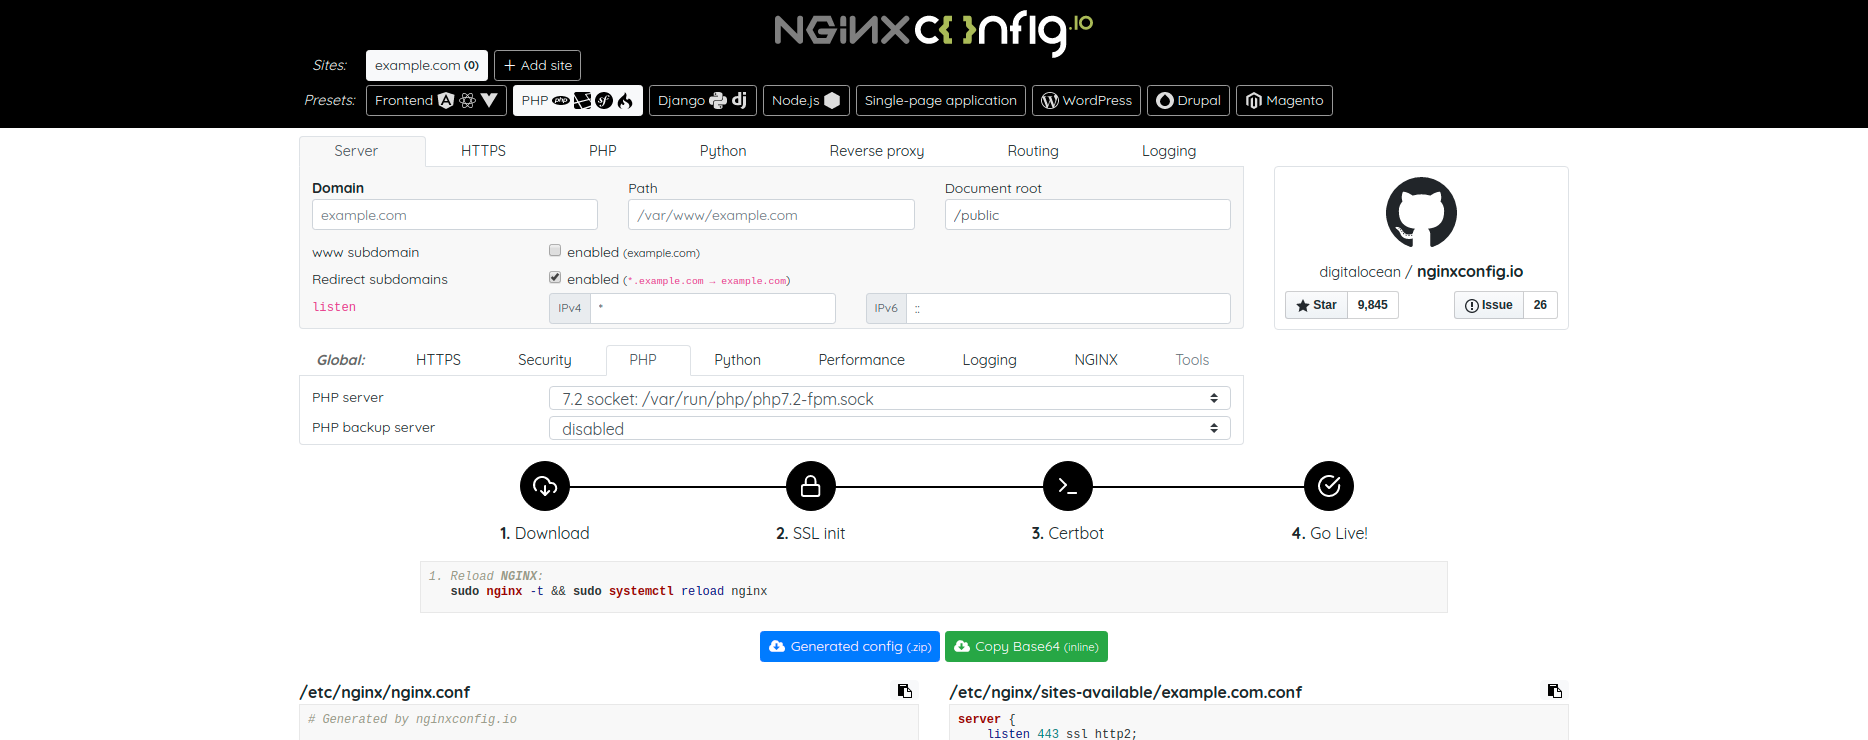 NGINX CONFIG.IO
Sites: example.com (0) + Add site
Presets: Frontend PHP php Django dj Node.js Single-page application WordPress Drupal Magento
Server HTTPS PHP Python Reverse proxy Routing Logging
Domain Path Document root
example.com /var/www/example.com /public
www subdomain enabled (example.com)
Redirect subdomains enabled (*.example.com → example.com)
listen IPv4 * IPv6 ::
digitalocean / nginxconfig.io
Star 9,845 Issue 26
Global: HTTPS Security PHP Python Performance Logging NGINX Tools
PHP server 7.2 socket: /var/run/php/php7.2-fpm.sock
PHP backup server disabled
1. Download 2. SSL init 3. Certbot 4. Go Live!
1. Reload NGINX:
sudo nginx -t && sudo systemctl reload nginx
Generated config (.zip) Copy Base64 (inline)
/etc/nginx/nginx.conf
# Generated by nginxconfig.io
/etc/nginx/sites-available/example.com.conf
server {
listen 443 ssl http2;